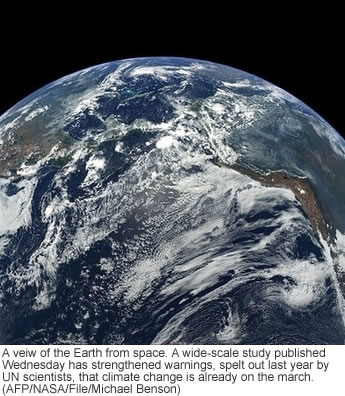 A veiw of the Earth from space. A wide-scale study published
Wednesday has strengthened warnings, spelt out last year by
UN scientists, that climate change is already on the march.
(AFP/NASA/File/Michael Benson)